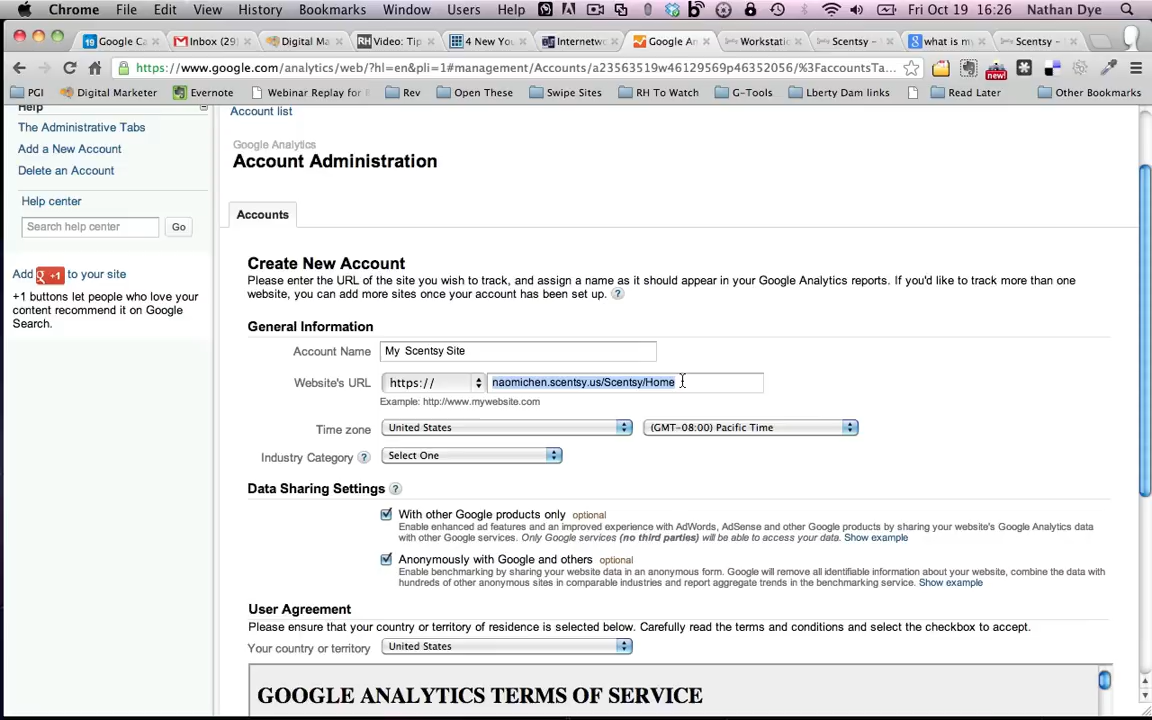 Chrome File Edit View History Bookmarks Window Users Help Fri Oct 19 16:26 Nathan Dye
19 Google Ca Inbox (29) Digital Ma RH Video: Tip 4 New You Internetwo Google An Workstati Scentsy – what is my Scentsy –
https://www.google.com/analytics/web/?hl=en&pli=1#management/Accounts/a23563519w46129569p46352056/%3FaccountsTa...
PGI Digital Marketer Evernote Webinar Replay for Rev Open These Swipe Sites RH To Watch G-Tools Lberty Dam links Read Later Other Bookmarks
new
Help
The Administrative Tabs
Add a New Account
Delete an Account
Help center
Search help center Go
Add +1 to your site
+1 buttons let people who love your
content recommend it on Google
Search.
Account list
Google Analytics
Account Administration
Accounts
Create New Account
Please enter the URL of the site you wish to track, and assign a name as it should appear in your Google Analytics reports. If you'd like to track more than one
website, you can add more sites once your account has been set up. ?
General Information
Account Name My Scentsy Site
Website's URL https:// naomichen.scentsy.us/Scentsy/Home
Example: http://www.mywebsite.com
Time zone United States (GMT-08:00) Pacific Time
Industry Category ? Select One
Data Sharing Settings ?
With other Google products only optional
Enable enhanced ad features and an improved experience with AdWords, AdSense and other Google products by sharing your website's Google Analytics data
with other Google services. Only Google services (no third parties) will be able to access your data. Show example
Anonymously with Google and others optional
Enable benchmarking by sharing your website data in an anonymous form. Google will remove all identifiable information about your website, combine the data with
hundreds of other anonymous sites in comparable industries and report aggregate trends in the benchmarking service. Show example
User Agreement
Please ensure that your country or territory of residence is selected below. Carefully read the terms and conditions and select the checkbox to accept.
Your country or territory United States
GOOGLE ANALYTICS TERMS OF SERVICE